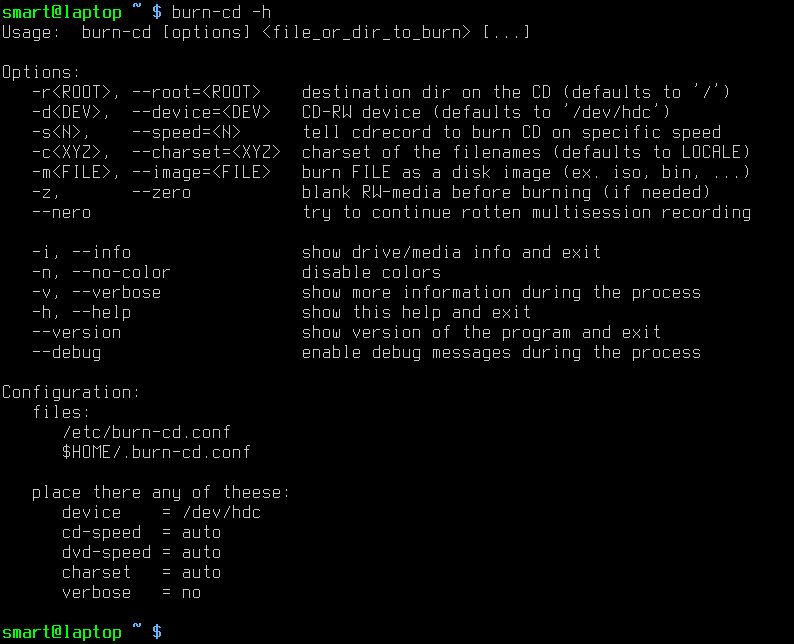 smart@laptop ~ $ burn-cd -h
Usage:  burn-cd [options] <file_or_dir_to_burn> [...]

Options:
   -r<ROOT>, --root=<ROOT>    destination dir on the CD (defaults to '/')
   -d<DEV>,  --device=<DEV>   CD-RW device (defaults to '/dev/hdc')
   -s<N>,    --speed=<N>      tell cdrecord to burn CD on specific speed
   -c<XYZ>,  --charset=<XYZ>  charset of the filenames (defaults to LOCALE)
   -m<FILE>, --image=<FILE>   burn FILE as a disk image (ex. iso, bin, ...)
   -z,       --zero           blank RW-media before burning (if needed)
   --nero                     try to continue rotten multisession recording

   -i, --info                 show drive/media info and exit
   -n, --no-color             disable colors
   -v, --verbose              show more information during the process
   -h, --help                 show this help and exit
   --version                  show version of the program and exit
   --debug                    enable debug messages during the process

Configuration:
   files:
      /etc/burn-cd.conf
      $HOME/.burn-cd.conf

   place there any of theese:
      device    = /dev/hdc
      cd-speed  = auto
      dvd-speed = auto
      charset   = auto
      verbose   = no

smart@laptop ~ $